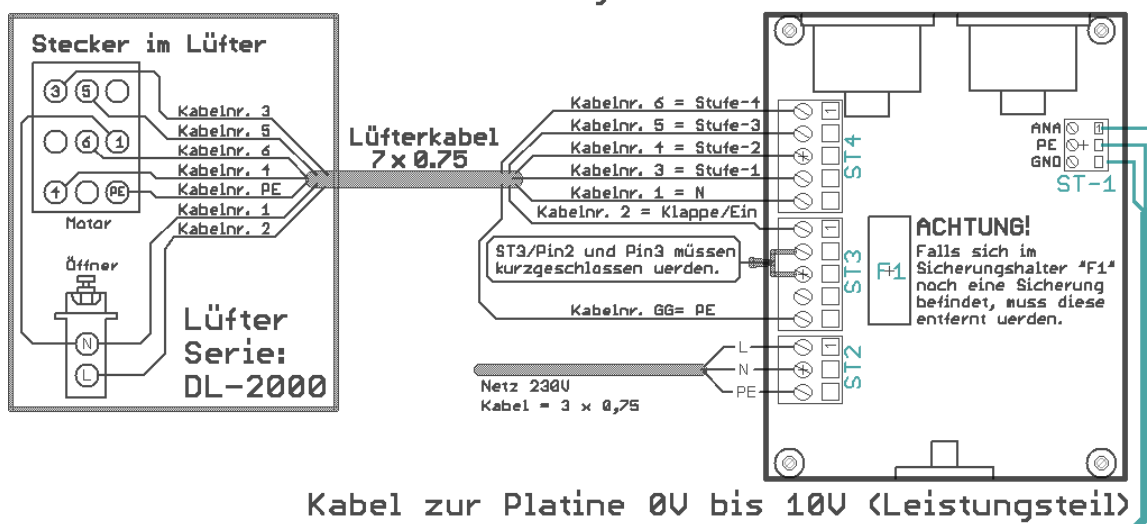 Stecker im Lüfter
3 5
6 1
4 PE
Motor
Öffner
N
L
Kabelnr. 3
Kabelnr. 5
Kabelnr. 6
Kabelnr. 4
Kabelnr. PE
Kabelnr. 1
Kabelnr. 2
Lüfter
Serie:
DL-2000
Lüfterkabel
7 x 0.75
Kabelnr. 6 = Stufe-4
Kabelnr. 5 = Stufe-3
Kabelnr. 4 = Stufe-2
Kabelnr. 3 = Stufe-1
Kabelnr. 1 = N
Kabelnr. 2 = Klappe/Ein
ST3/Pin2 und Pin3 müssen
kurzgeschlossen werden.
Kabelnr. GG= PE
L
N
PE
Netz 230V
Kabel = 3 x 0,75
1
ST4
1
ST3
1
ST2
F1
ANA 1
PE
GND
ST-1
ACHTUNG!
Falls sich im
Sicherungshalter "F1"
noch eine Sicherung
befindet, muss diese
entfernt werden.
Kabel zur Platine 0V bis 10V (Leistungsteil)